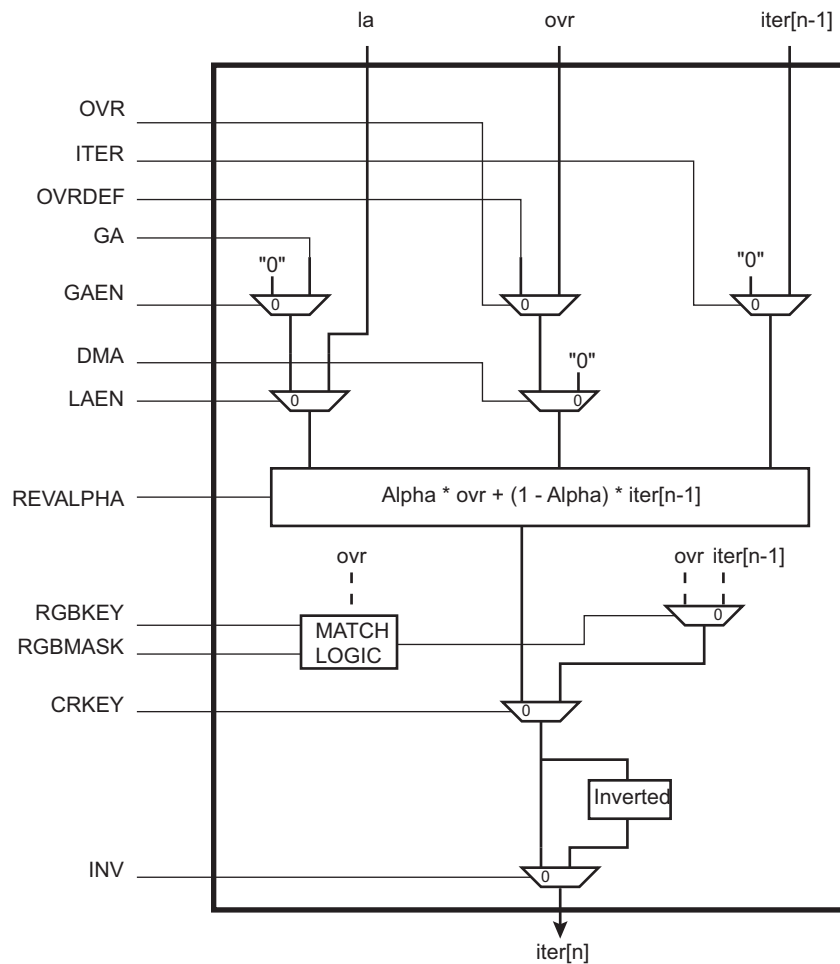 la ovr iter[n-1]
OVR
ITER
OVRDEF
GA
"0" "0"
GAEN 0 0 0
DMA "0"
LAEN 0 0
REVALPHA Alpha * ovr + (1 - Alpha) * iter[n-1]
ovr ovr iter[n-1]
RGBKEY 0
MATCH
RGBMASK LOGIC
CRKEY 0
Inverted
INV 0
iter[n]